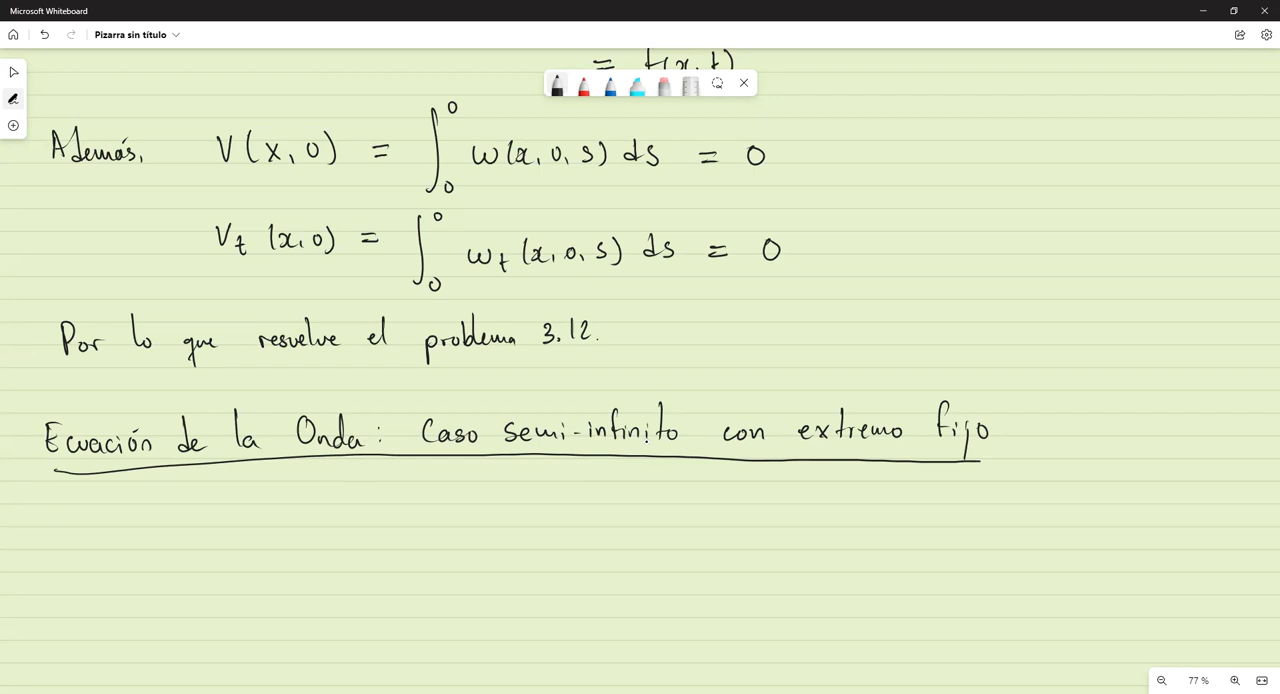 Microsoft Whiteboard
Pizarra sin título
= f(x, t)
Además, V(x, 0) = ∫₀⁰ w(x, 0, s) ds = 0
Vₜ (x, 0) = ∫₀⁰ wₜ (x, 0, s) ds = 0
Por lo que resuelve el problema 3.12.
Ecuación de la Onda: Caso semi-infinito con extremo fijo
77 %